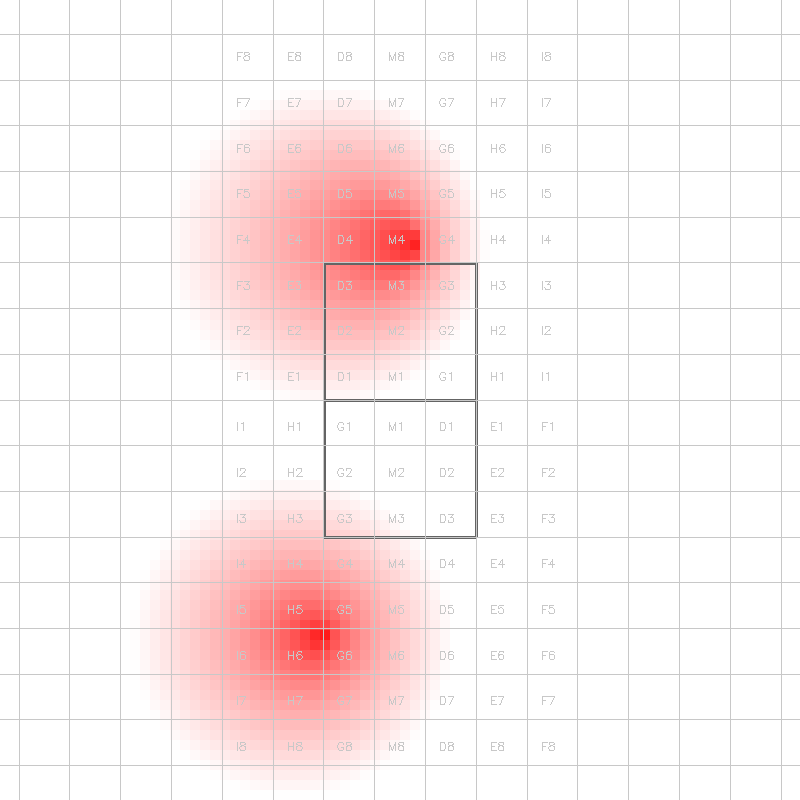 F8 E8 D8 M8 G8 H8 I8
F7 E7 D7 M7 G7 H7 I7
F6 E6 D6 M6 G6 H6 I6
F5 D5 M5 G5 H5 I5
F4 E4 D4 M4 G4 H4 I4
F3 D3 M3 G3 H3 I3
F2 E2 D2 M2 G2 H2 I2
F1 E1 D1 M1 G1 H1 I1
I1 H1 G1 M1 D1 E1 F1
I2 H2 G2 M2 D2 E2 F2
I3 H3 G3 M3 D3 E3 F3
I4 H4 G4 M4 D4 E4 F4
H5 G5 M5 D5 E5 F5
H6 G6 M6 D6 E6 F6
H7 G7 M7 D7 E7 F7
I8 H8 G8 M8 D8 E8 F8